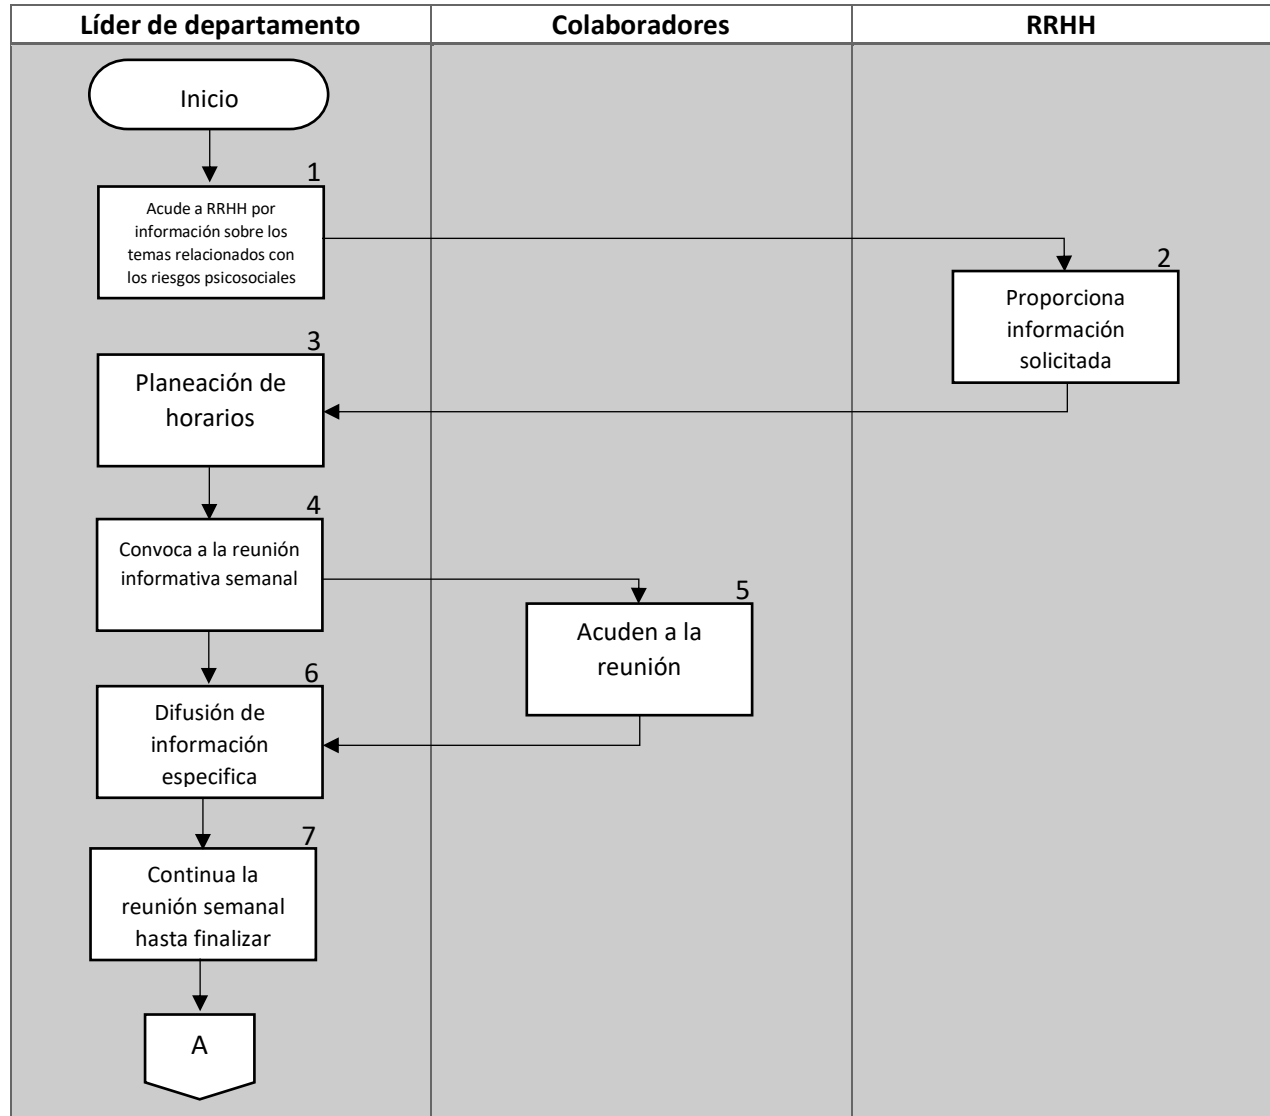 Líder de departamento
Colaboradores
RRHH
Inicio
1
Acude a RRHH por
información sobre los
temas relacionados con
los riesgos psicosociales
2
Proporciona
información
solicitada
3
Planeación de
horarios
4
Convoca a la reunión
informativa semanal
5
Acuden a la
reunión
6
Difusión de
información
especifica
7
Continua la
reunión semanal
hasta finalizar
A